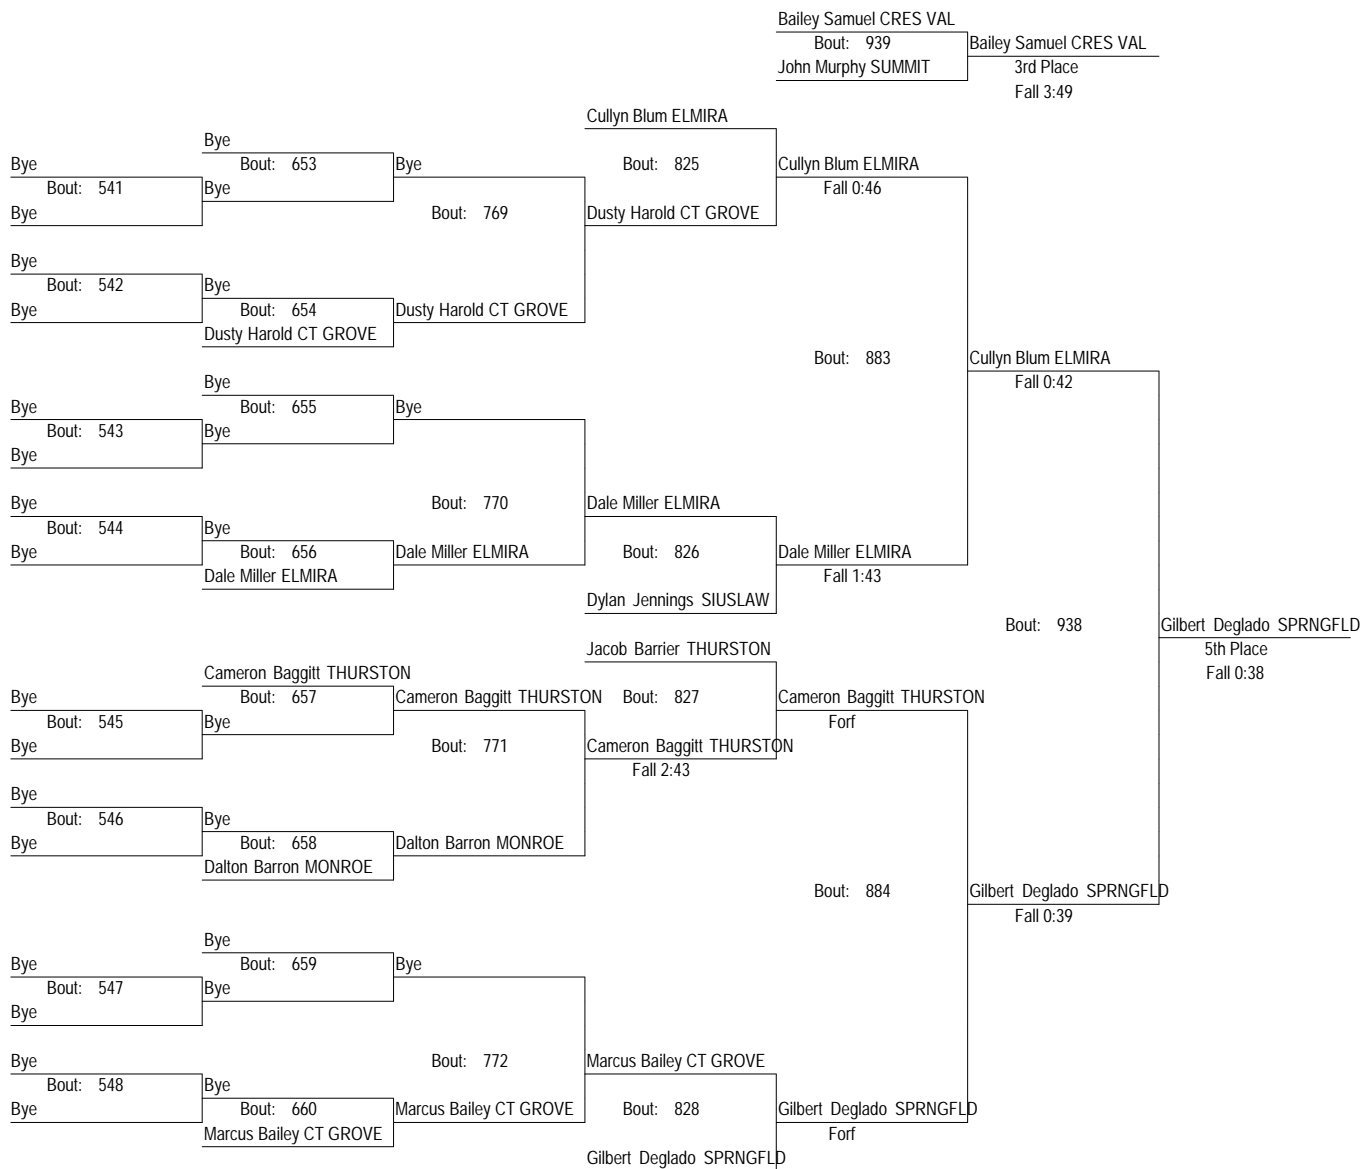 Bailey Samuel CRES VAL
Bout: 939
Bailey Samuel CRES VAL
John Murphy SUMMIT
3rd Place
Fall 3:49
Cullyn Blum ELMIRA
Bye
Bye
Bout: 653
Bye
Bout: 825
Cullyn Blum ELMIRA
Bout: 541
Bye
Fall 0:46
Bye
Bout: 769
Dusty Harold CT GROVE
Bye
Bout: 542
Bye
Bye
Bout: 654
Dusty Harold CT GROVE
Dusty Harold CT GROVE
Bout: 883
Cullyn Blum ELMIRA
Bye
Fall 0:42
Bye
Bout: 655
Bye
Bout: 543
Bye
Bye
Bye
Bout: 770
Dale Miller ELMIRA
Bout: 544
Bye
Bye
Bout: 656
Dale Miller ELMIRA
Bout: 826
Dale Miller ELMIRA
Dale Miller ELMIRA
Fall 1:43
Dylan Jennings SIUSLAW
Bout: 938
Gilbert Deglado SPRNGFLD
Jacob Barrier THURSTON
5th Place
Cameron Baggitt THURSTON
Fall 0:38
Bye
Bout: 657
Cameron Baggitt THURSTON
Bout: 827
Cameron Baggitt THURSTON
Bout: 545
Bye
Forf
Bye
Bout: 771
Cameron Baggitt THURSTON
Fall 2:43
Bye
Bout: 546
Bye
Bye
Bout: 658
Dalton Barron MONROE
Dalton Barron MONROE
Bout: 884
Gilbert Deglado SPRNGFLD
Fall 0:39
Bye
Bye
Bout: 659
Bye
Bout: 547
Bye
Bye
Bye
Bout: 772
Marcus Bailey CT GROVE
Bout: 548
Bye
Bye
Bout: 660
Marcus Bailey CT GROVE
Bout: 828
Gilbert Deglado SPRNGFLD
Marcus Bailey CT GROVE
Forf
Gilbert Deglado SPRNGFLD